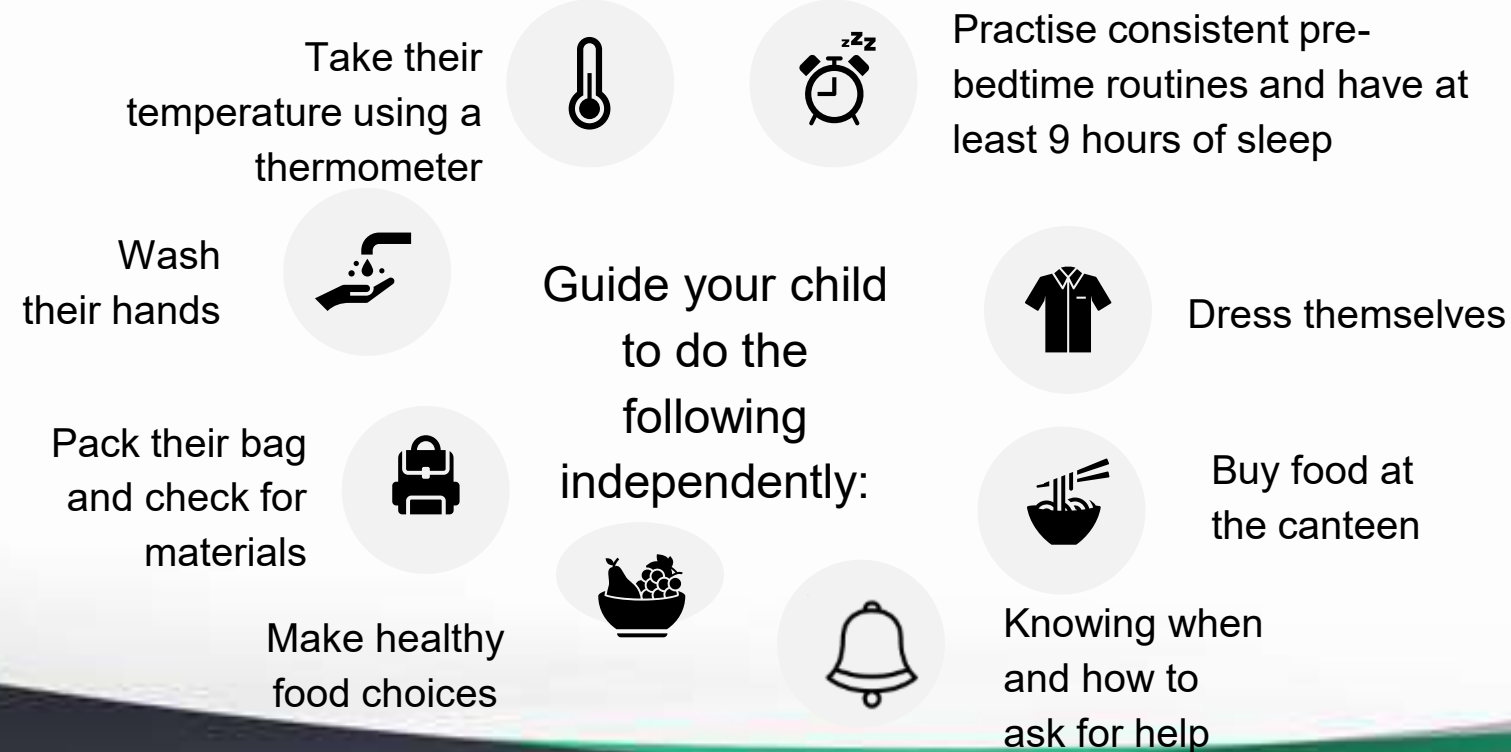 Take their
temperature using a
thermometer
zzZz
Practise consistent pre-
bedtime routines and have at
least 9 hours of sleep
Wash
their hands
Guide your child
to do the
following
independently:
Dress themselves
Pack their bag
and check for
materials
Buy food at
the canteen
Make healthy
food choices
Knowing when
and how to
ask for help